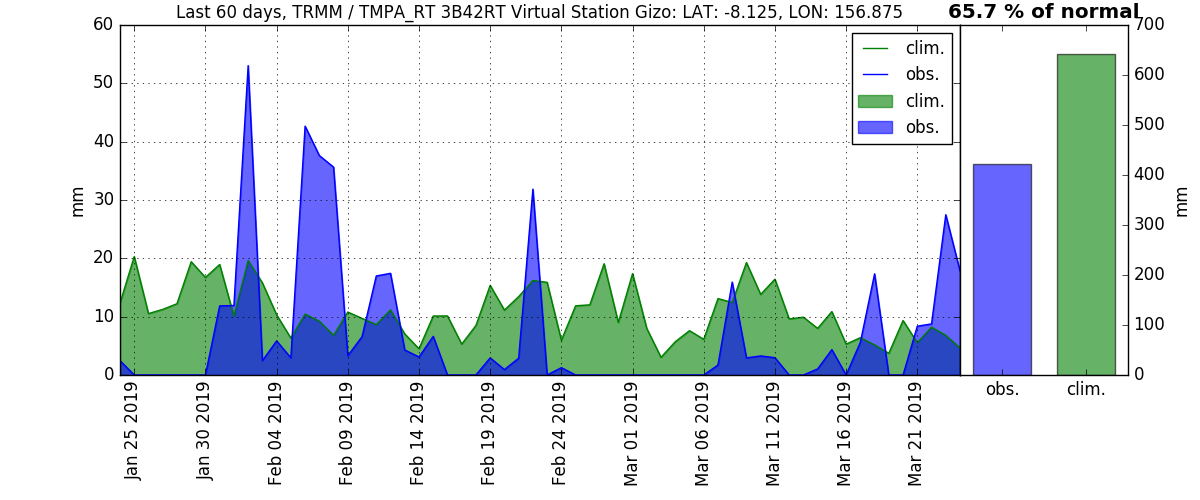 Last 60 days, TRMM / TMPA_RT 3B42RT Virtual Station Gizo: LAT: -8.125, LON: 156.875
65.7 % of normal
60
50
40
30
20
10
0
mm
clim.
obs.
clim.
obs.
700
600
500
400
300
200
100
0
mm
obs.
clim.
Jan 25 2019
Jan 30 2019
Feb 04 2019
Feb 09 2019
Feb 14 2019
Feb 19 2019
Feb 24 2019
Mar 01 2019
Mar 06 2019
Mar 11 2019
Mar 16 2019
Mar 21 2019